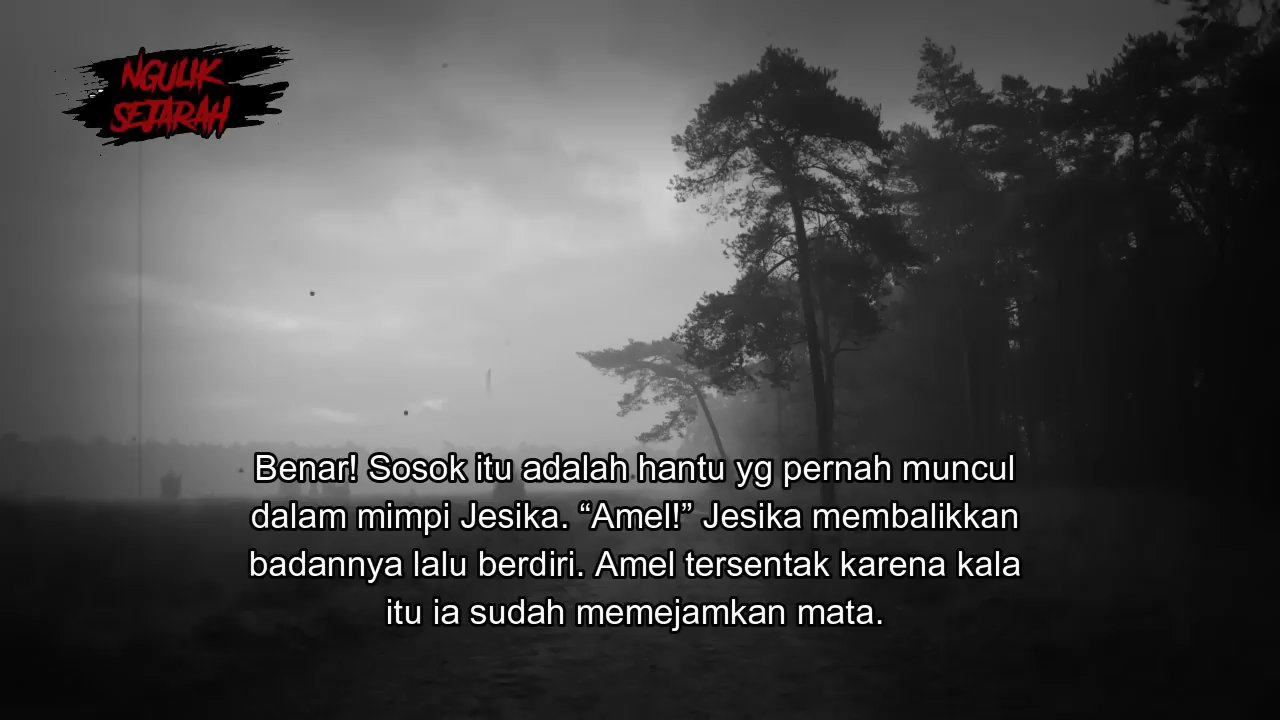 NGULIK
SEJARAH
Benar! Sosok itu adalah hantu yg pernah muncul
dalam mimpi Jesika. “Amel!” Jesika membalikkan
badannya lalu berdiri. Amel tersentak karena kala
itu ia sudah memejamkan mata.